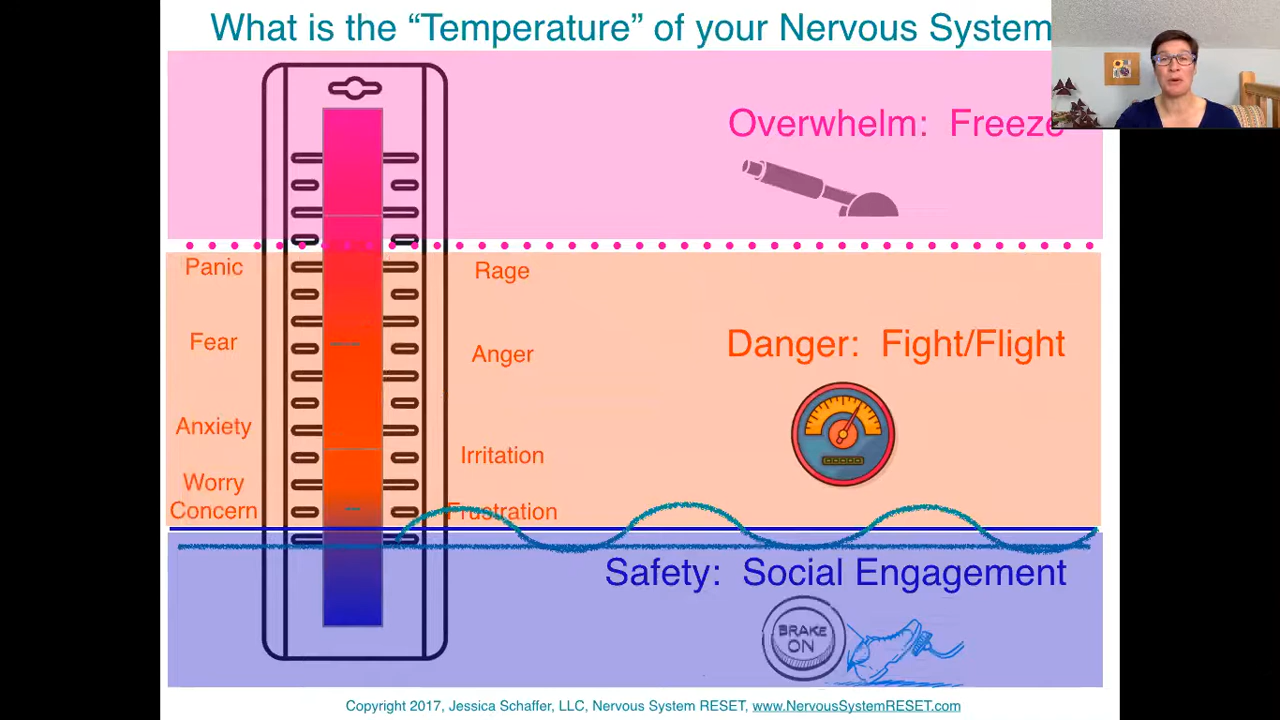 What is the “Temperature” of your Nervous System
Overwhelm: Freeze
Panic
Rage
Fear
Anger
Danger: Fight/Flight
Anxiety
Irritation
Worry
Concern
Frustration
Safety: Social Engagement
BRAKE
ON
Copyright 2017, Jessica Schaffer, LLC, Nervous System RESET, www.NervousSystemRESET.com